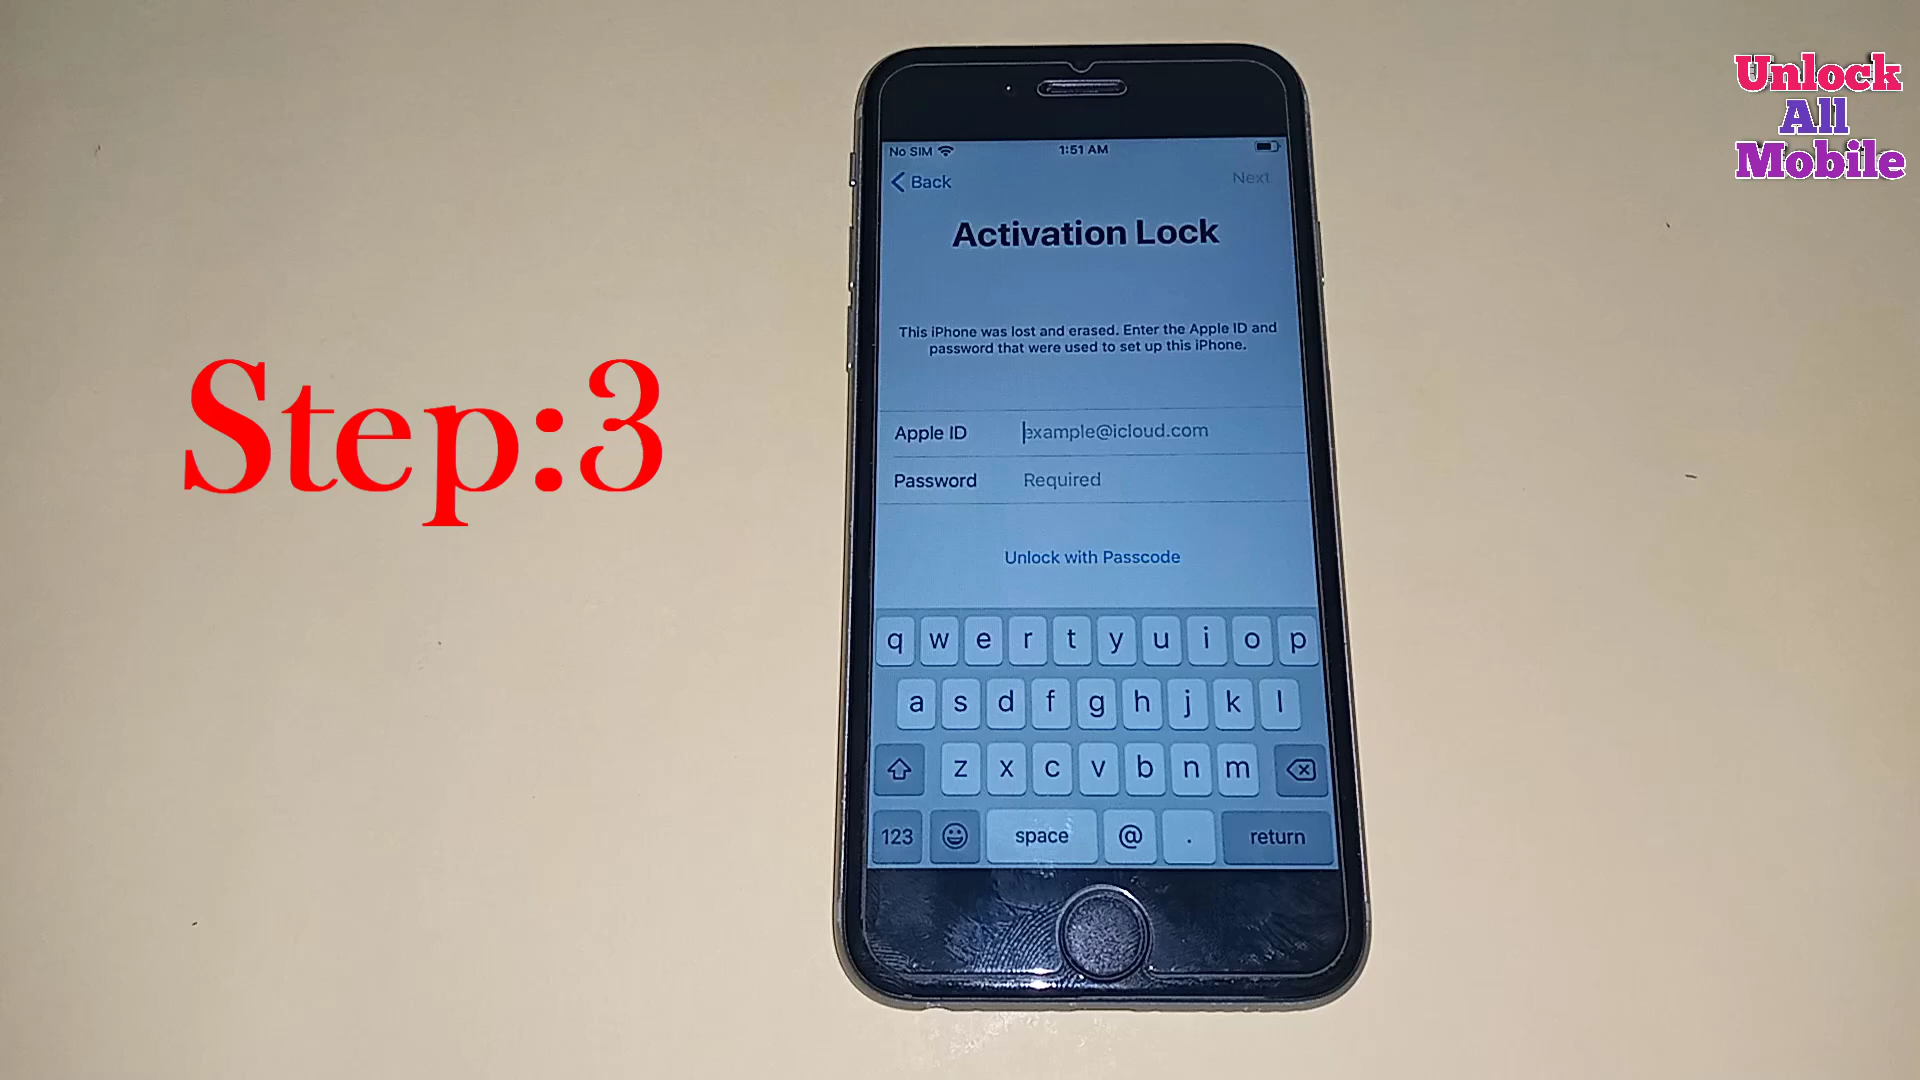 Unlock
All
Mobile
Step:3
No SIM
1:51 AM
Back
Next
Activation Lock
This iPhone was lost and erased. Enter the Apple ID and
password that were used to set up this iPhone.
Apple ID example@icloud.com
Password Required
Unlock with Passcode
q w e r t y u i o p
a s d f g h j k l
z x c v b n m
123 space @ . return